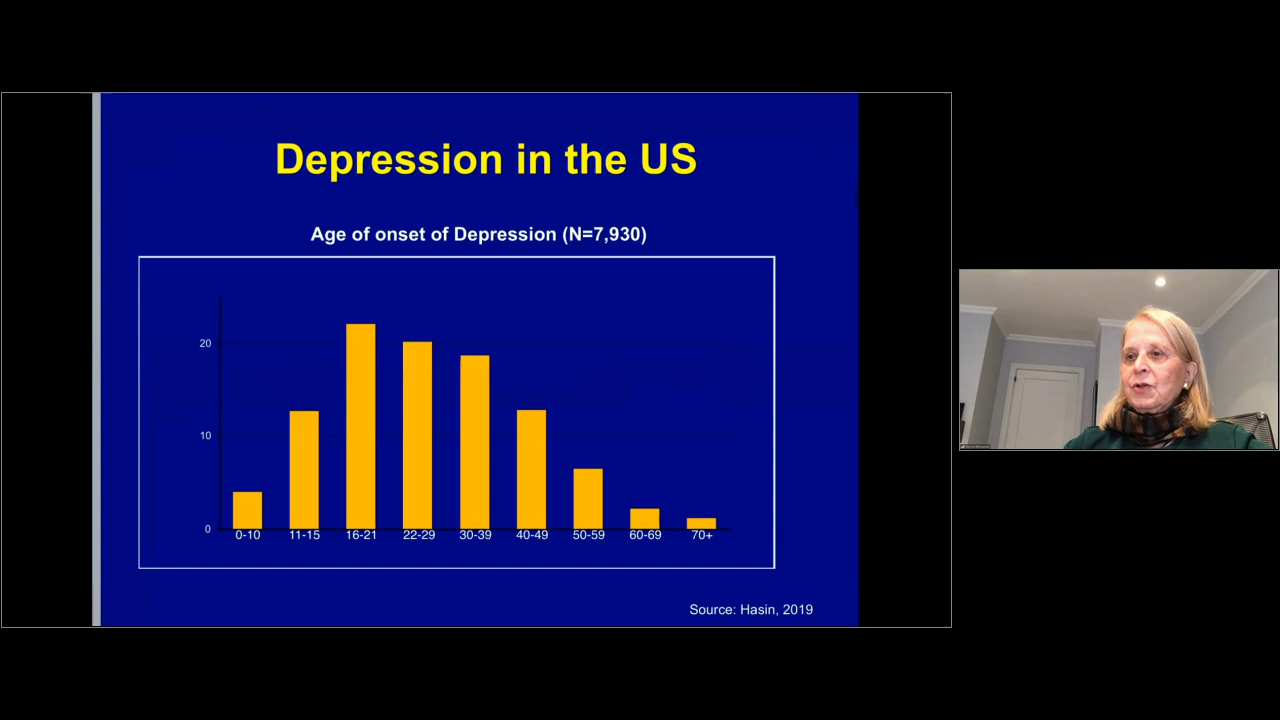 Depression in the US
Age of onset of Depression (N=7,930)
20
10
0
0-10 11-15 16-21 22-29 30-39 40-49 50-59 60-69 70+
Source: Hasin, 2019